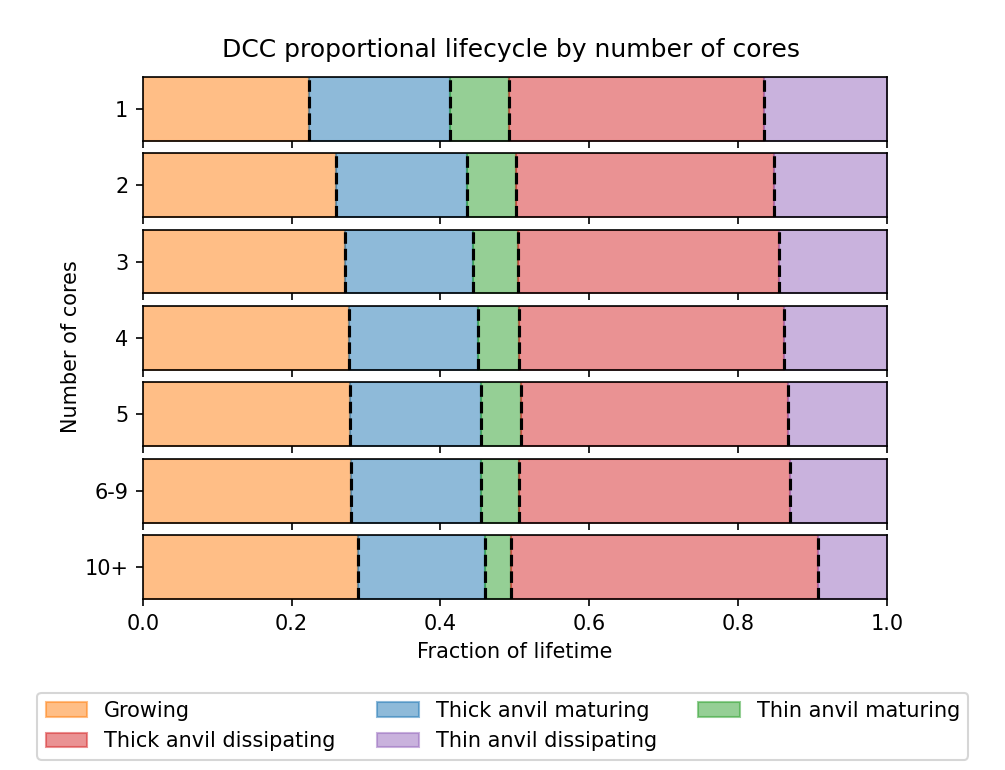 DCC proportional lifecycle by number of cores
Number of cores
1
2
3
4
5
6-9
10+
0.0 0.2 0.4 0.6 0.8 1.0
Fraction of lifetime
Growing Thick anvil maturing Thin anvil maturing
Thick anvil dissipating Thin anvil dissipating